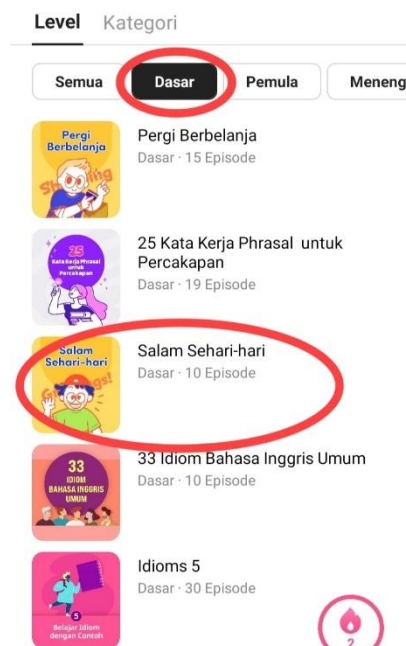 Level Kategori
Semua Dasar Pemula Meneng
Pergi
Berbelanja
Pergi Berbelanja
Dasar · 15 Episode
25
Kata Kerja Phrasal
untuk
Percakapan
25 Kata Kerja Phrasal untuk
Percakapan
Dasar · 19 Episode
Salam
Sehari-hari
Salam Sehari-hari
Dasar · 10 Episode
33
IDIOM
BAHASA INGGRIS
UMUM
33 Idiom Bahasa Inggris Umum
Dasar · 10 Episode
Idioms 5
Dasar · 30 Episode
5
Belajar Idiom
dengan Contoh
2